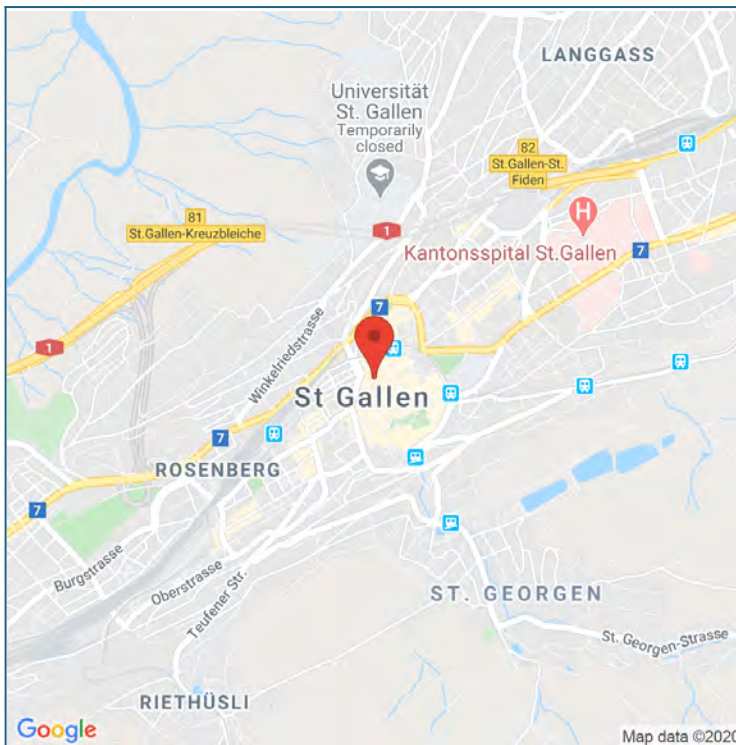 LANGGASS
Universität
St. Gallen
Temporarily
closed
82
St.Gallen-St.
Fiden
81
St.Gallen-Kreuzbleiche
1
H
Kantonsspital St.Gallen
7
7
1
Winkelriedstrasse
St Gallen
7
ROSENBERG
7
Burgstrasse
Oberstrasse
Teufener Str.
ST. GEORGEN
St. Georgen-Strasse
RIETHÜSLI
Google
Map data ©2020